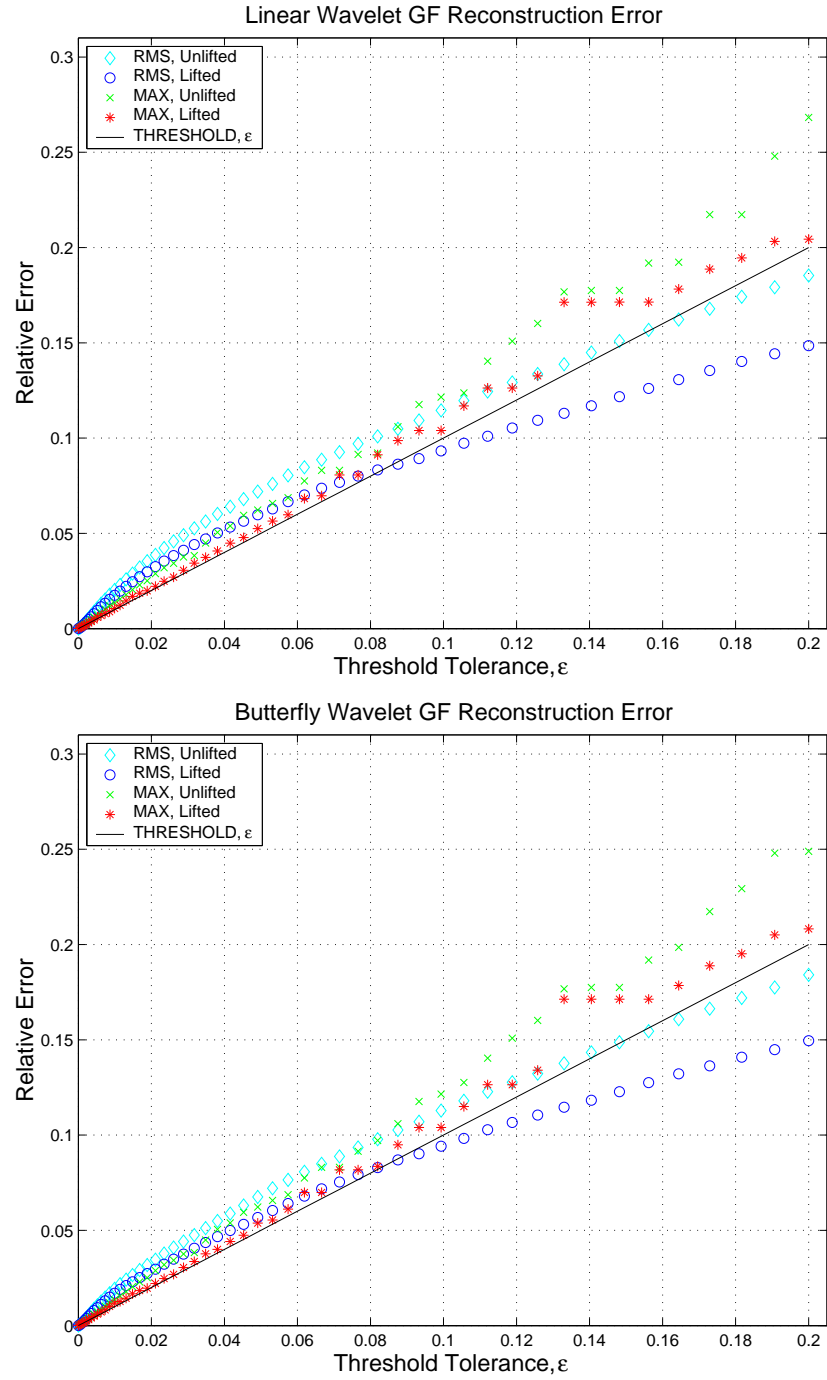 Linear Wavelet GF Reconstruction Error
RMS, Unlifted
RMS, Lifted
MAX, Unlifted
MAX, Lifted
THRESHOLD, ε
0.3
0.25
0.2
0.15
0.1
0.05
0
Relative Error
0 0.02 0.04 0.06 0.08 0.1 0.12 0.14 0.16 0.18 0.2
Threshold Tolerance, ε
Butterfly Wavelet GF Reconstruction Error
RMS, Unlifted
RMS, Lifted
MAX, Unlifted
MAX, Lifted
THRESHOLD, ε
0.3
0.25
0.2
0.15
0.1
0.05
0
Relative Error
0 0.02 0.04 0.06 0.08 0.1 0.12 0.14 0.16 0.18 0.2
Threshold Tolerance, ε